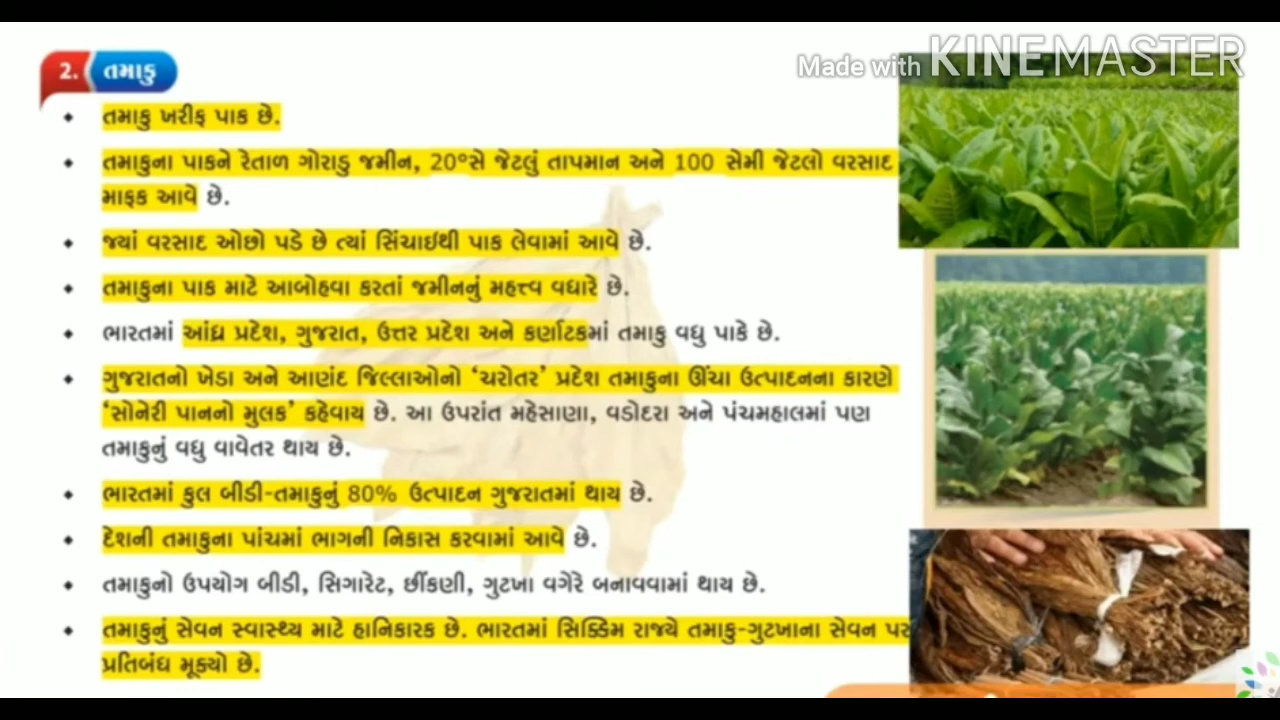 Made with KINEMASTER
2. તમાકુ
⬥ તમાકુ ખરીફ પાક છે.
⬥ તમાકુના પાકને રેતાળ ગોરાડુ જમીન, 20°સે જેટલું તાપમાન અને 100 સેમી જેટલો વરસાદ
માફક આવે છે.
⬥ જ્યાં વરસાદ ઓછો પડે છે ત્યાં સિંચાઈથી પાક લેવામાં આવે છે.
⬥ તમાકુના પાક માટે આબોહવા કરતાં જમીનનું મહત્ત્વ વધારે છે.
⬥ ભારતમાં આંધ્ર પ્રદેશ, ગુજરાત, ઉત્તર પ્રદેશ અને કર્ણાટકમાં તમાકુ વધુ પાકે છે.
⬥ ગુજરાતનો ખેડા અને આણંદ જિલ્લાઓનો ‘ચરોતર’ પ્રદેશ તમાકુના ઊંચા ઉત્પાદનના કારણે
‘સોનેરી પાનનો મુલક’ કહેવાય છે. આ ઉપરાંત મહેસાણા, વડોદરા અને પંચમહાલમાં પણ
તમાકુનું વધુ વાવેતર થાય છે.
⬥ ભારતમાં કુલ બીડી-તમાકુનું 80% ઉત્પાદન ગુજરાતમાં થાય છે.
⬥ દેશની તમાકુના પાંચમાં ભાગની નિકાસ કરવામાં આવે છે.
⬥ તમાકુનો ઉપયોગ બીડી, સિગારેટ, છીંકણી, ગુટખા વગેરે બનાવવામાં થાય છે.
⬥ તમાકુનું સેવન સ્વાસ્થ્ય માટે હાનિકારક છે. ભારતમાં સિક્કિમ રાજ્યે તમાકુ-ગુટખાના સેવન પર
પ્રતિબંધ મૂક્યો છે.